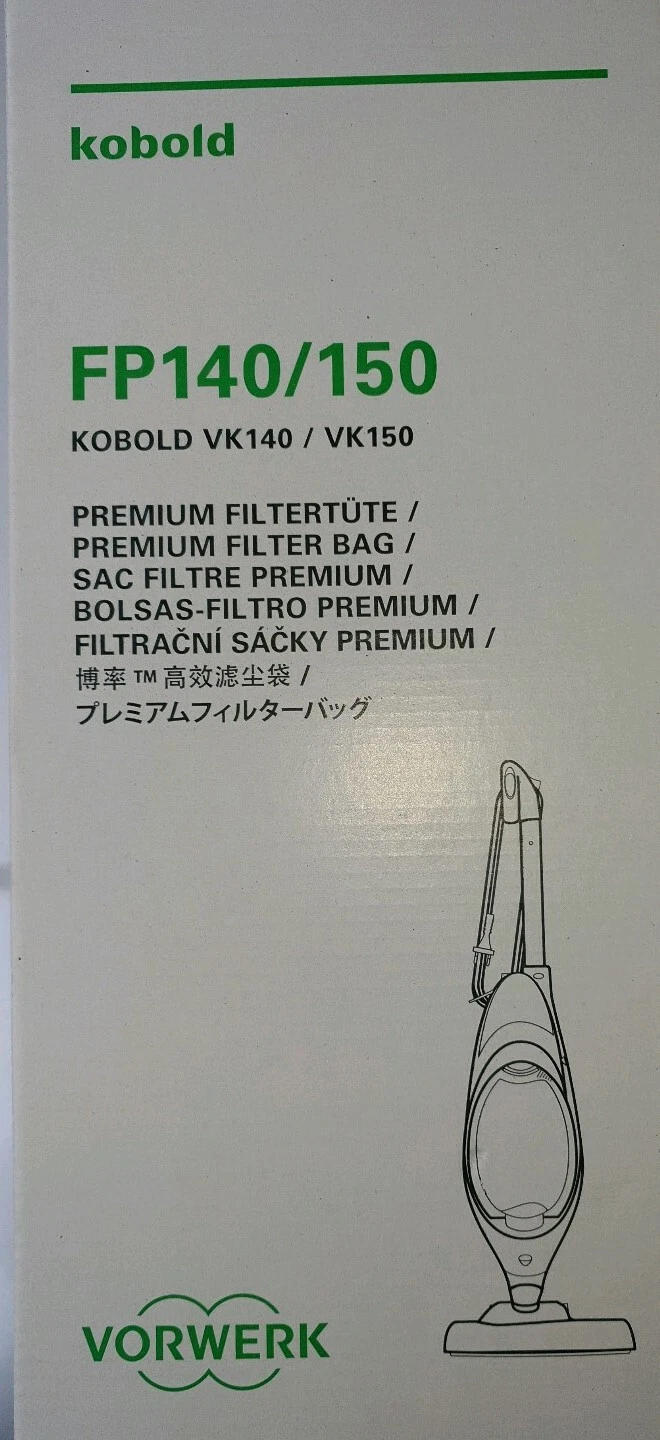 kobold
FP140/150
KOBOLD VK140 / VK150
PREMIUM FILTERTÜTE /
PREMIUM FILTER BAG /
SAC FILTRE PREMIUM /
BOLSAS-FILTRO PREMIUM /
FILTRAČNÍ SÁČKY PREMIUM /
博率 ™ 高效滤尘袋 /
プレミアムフィルターバッグ
VORWERK